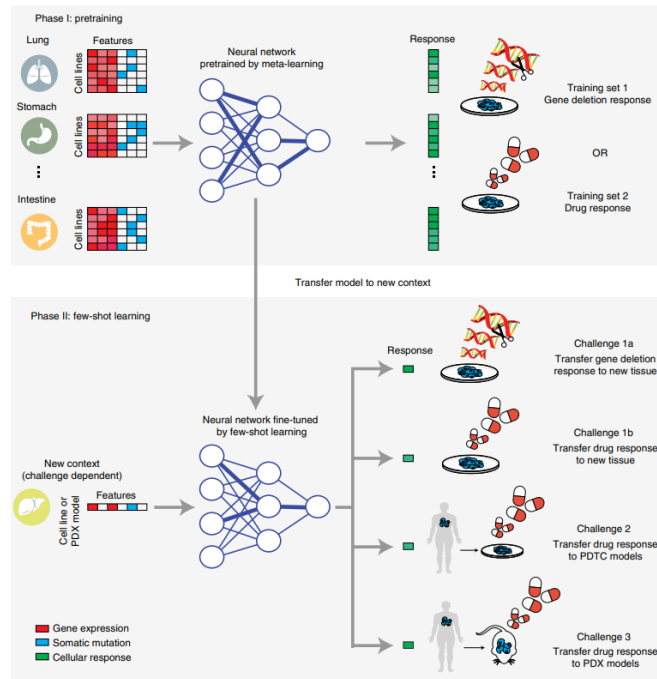 Phase I: pretraining
Lung
Features
Cell lines
Neural network
pretrained by meta-learning
Response
Training set 1
Gene deletion response
Stomach
Cell lines
OR
Training set 2
Drug response
Intestine
Cell lines
Transfer model to new context
Phase II: few-shot learning
Response
Challenge 1a
Transfer gene deletion
response to new tissue
Neural network fine-tuned
by few-shot learning
Challenge 1b
Transfer drug response
to new tissue
New context
(challenge dependent)
Features
Cell line or
PDX model
Challenge 2
Transfer drug response
to PDTC models
Gene expression
Somatic mutation
Cellular response
Challenge 3
Transfer drug response
to PDX models